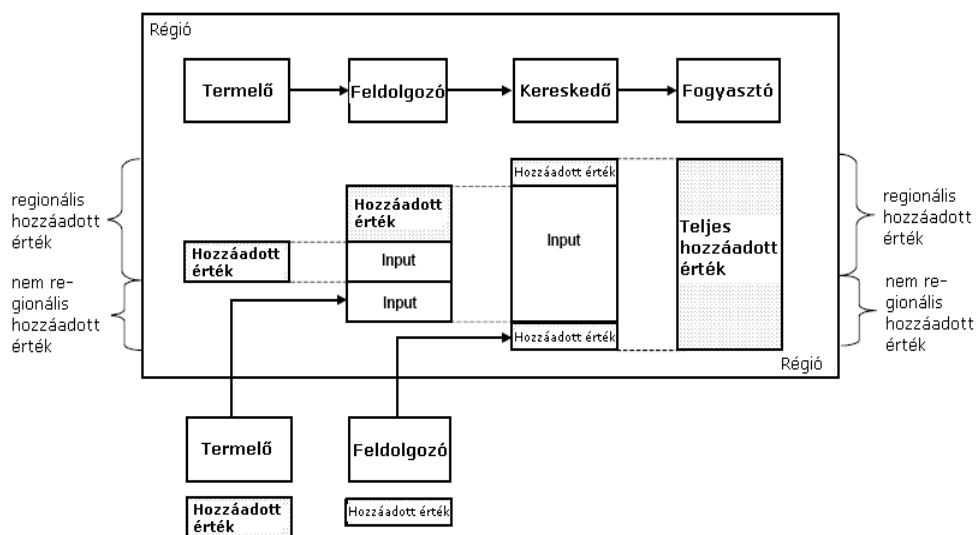 Régió
Termelő
Feldolgozó
Kereskedő
Fogyasztó
regionális
hozzáadott
érték
nem re-
gionális
hozzáadott
érték
Hozzáadott
érték
Hozzáadott
érték
Input
Input
Hozzáadott érték
Input
Hozzáadott érték
Teljes
hozzáadott
érték
regionális
hozzáadott
érték
nem re-
gionális
hozzáadott
érték
Régió
Termelő
Feldolgozó
Hozzáadott
érték
Hozzáadott érték